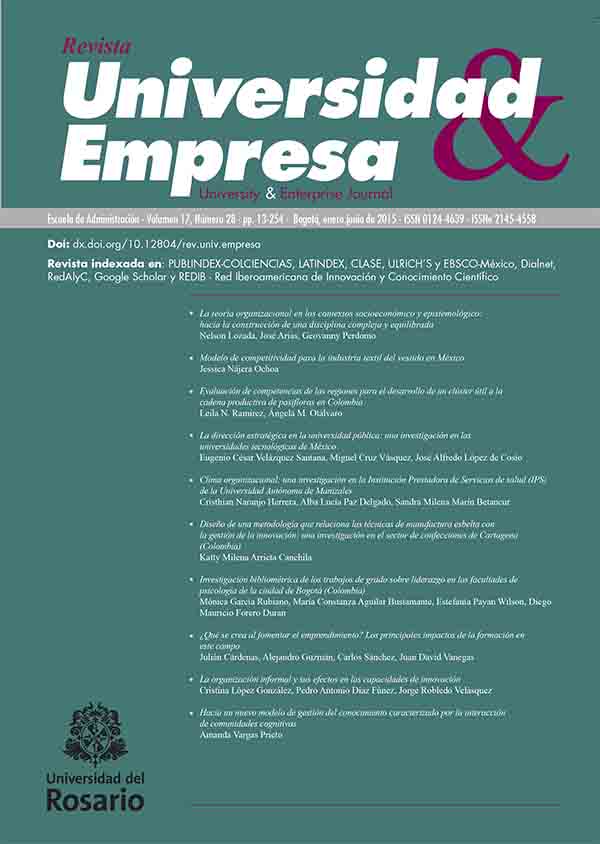 Revista
Universidad
&
Empresa
University & Enterprise Journal
Escuela de Administración - Volumen 17, Número 28 - pp. 13-254 - Bogotá, enero-junio de 2015 - ISSN 0124-4639 - ISSNe 2145-4558
Doi: dx.doi.org/10.12804/rev.univ.empresa
Revista indexada en: PUBLINDEX-COLCIENCIAS, LATINDEX, CLASE, ULRICH´S y EBSCO-México, Dialnet,
RedAlyC, Google Scholar y REDIB - Red Iberoamericana de Innovación y Conocimiento Científico
• La teoría organizacional en los contextos socioeconómico y epistemológico:
hacia la construcción de una disciplina compleja y equilibrada
Nelson Lozada, José Arias, Geovanny Perdomo
• Modelo de competitividad para la industria textil del vestido en México
Jessica Nájera Ochoa
• Evaluación de competencias de las regiones para el desarrollo de un clúster útil a la
cadena productiva de pasifloras en Colombia
Leila N. Ramírez, Ángela M. Otálvaro
• La dirección estratégica en la universidad pública: una investigación en las
universidades tecnológicas de México
Eugenio César Velázquez Santana, Miguel Cruz Vásquez, José Alfredo López de Cosio
• Clima organizacional: una investigación en la Institución Prestadora de Servicios de salud (IPS)
de la Universidad Autónoma de Manizales
Cristhian Naranjo Herrera, Alba Lucía Paz Delgado, Sandra Milena Marín Betancur
• Diseño de una metodología que relaciona las técnicas de manufactura esbelta con
la gestión de la innovación: una investigación en el sector de confecciones de Cartagena
(Colombia)
Katty Milena Arrieta Canchila
• Investigación bibliométrica de los trabajos de grado sobre liderazgo en las facultades de
psicología de la ciudad de Bogotá (Colombia)
Mónica García Rubiano, María Constanza Aguilar Bustamante, Estefanía Payan Wilson, Diego
Mauricio Forero Duran
• ¿Qué se crea al fomentar el emprendimiento? Los principales impactos de la formación en
este campo
Julián Cárdenas, Alejandro Guzmán, Carlos Sánchez, Juan David Vanegas
• La organización informal y sus efectos en las capacidades de innovación
Cristina López González, Pedro Antonio Díaz Fúnez, Jorge Robledo Velásquez
• Hacia un nuevo modelo de gestión del conocimiento caracterizado por la interacción
de comunidades cognitivas
Amanda Vargas Prieto
Universidad del
Rosario